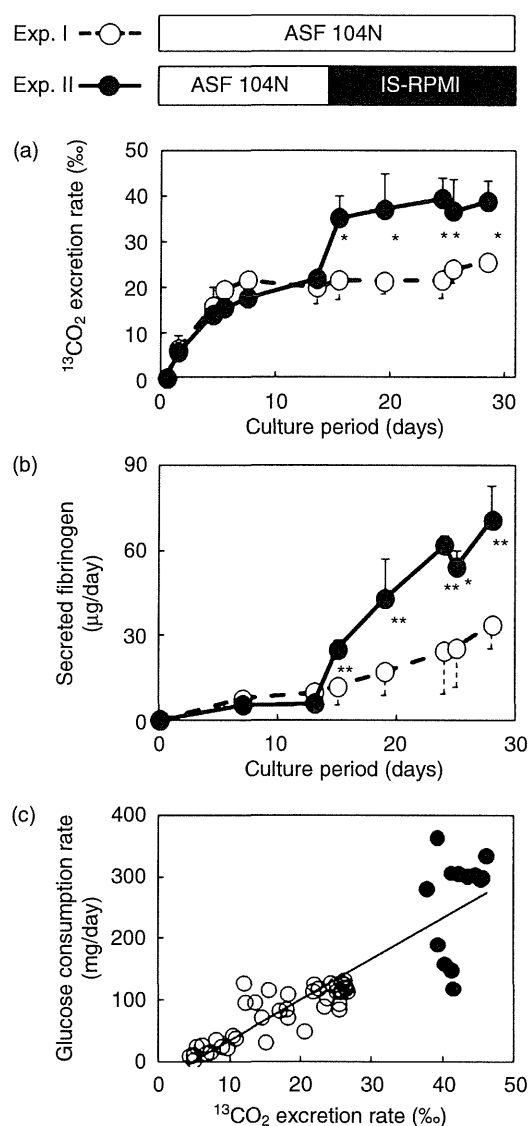 Exp. I ASF 104N
Exp. II ASF 104N IS-RPMI
(a)
¹³CO₂ excretion rate (‰)
50
40
30
20
10
0
* * * * *
0 10 20 30
Culture period (days)
(b)
Secreted fibrinogen
(μg/day)
90
60
30
0
** ** ** * **
0 10 20 30
Culture period (days)
(c)
Glucose consumption rate
(mg/day)
400
300
200
100
0
0 10 20 30 40 50
¹³CO₂ excretion rate (‰)